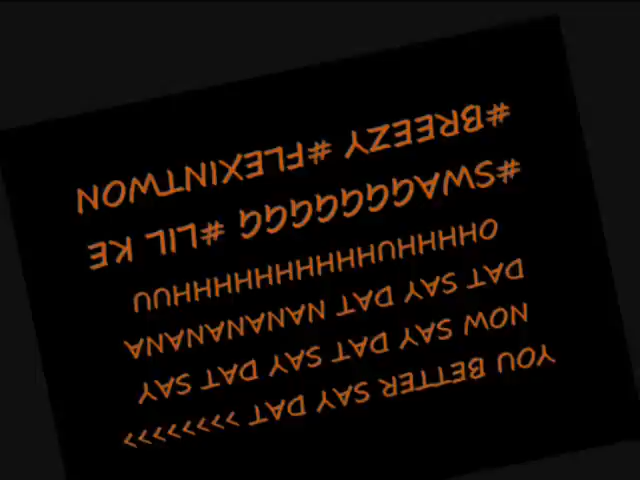 YOU BETTER SAY DAT <<<<<<<<
NOW SAY DAT SAY DAT SAY
DAT SAY DAT NANANANANA
OHHHHHUHHHHHHHHHHHUU
#SWAGGGGGGG #LIL KE
#BREEZY #FLEXINTWON